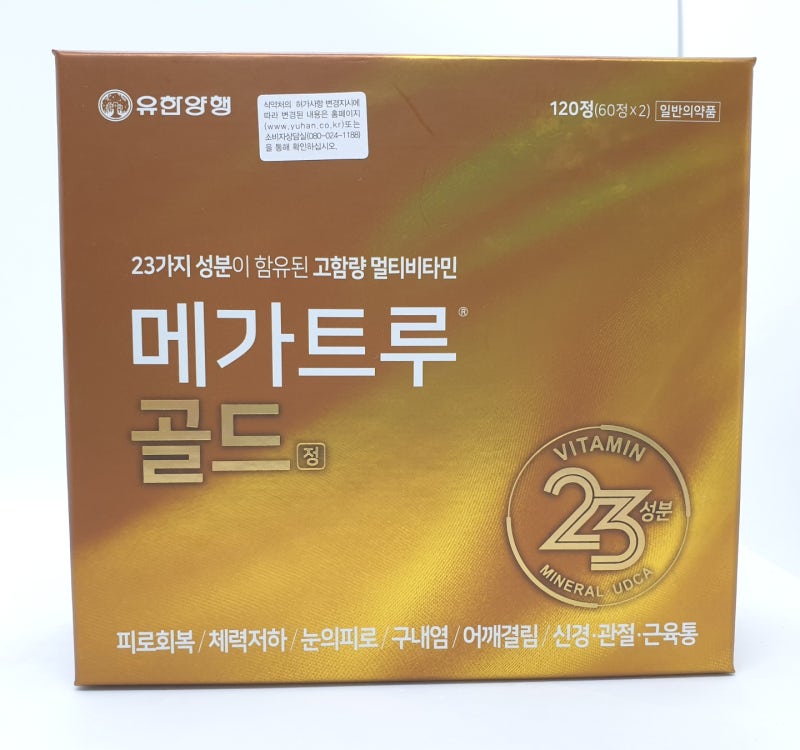 유한양행
식약처의 허가사항 변경지시에
따라 변경된 내용은 홈페이지
(www.yuhan.co.kr)또는
소비자상담실(080-024-1188)
을 통해 확인하십시오.
120정(60정x2) 일반의약품
23가지 성분이 함유된 고함량 멀티비타민
메가트루®
골드 정
VITAMIN
23 성분
MINERAL UDCA
피로회복/체력저하/눈의피로/구내염/어깨결림/신경·관절·근육통